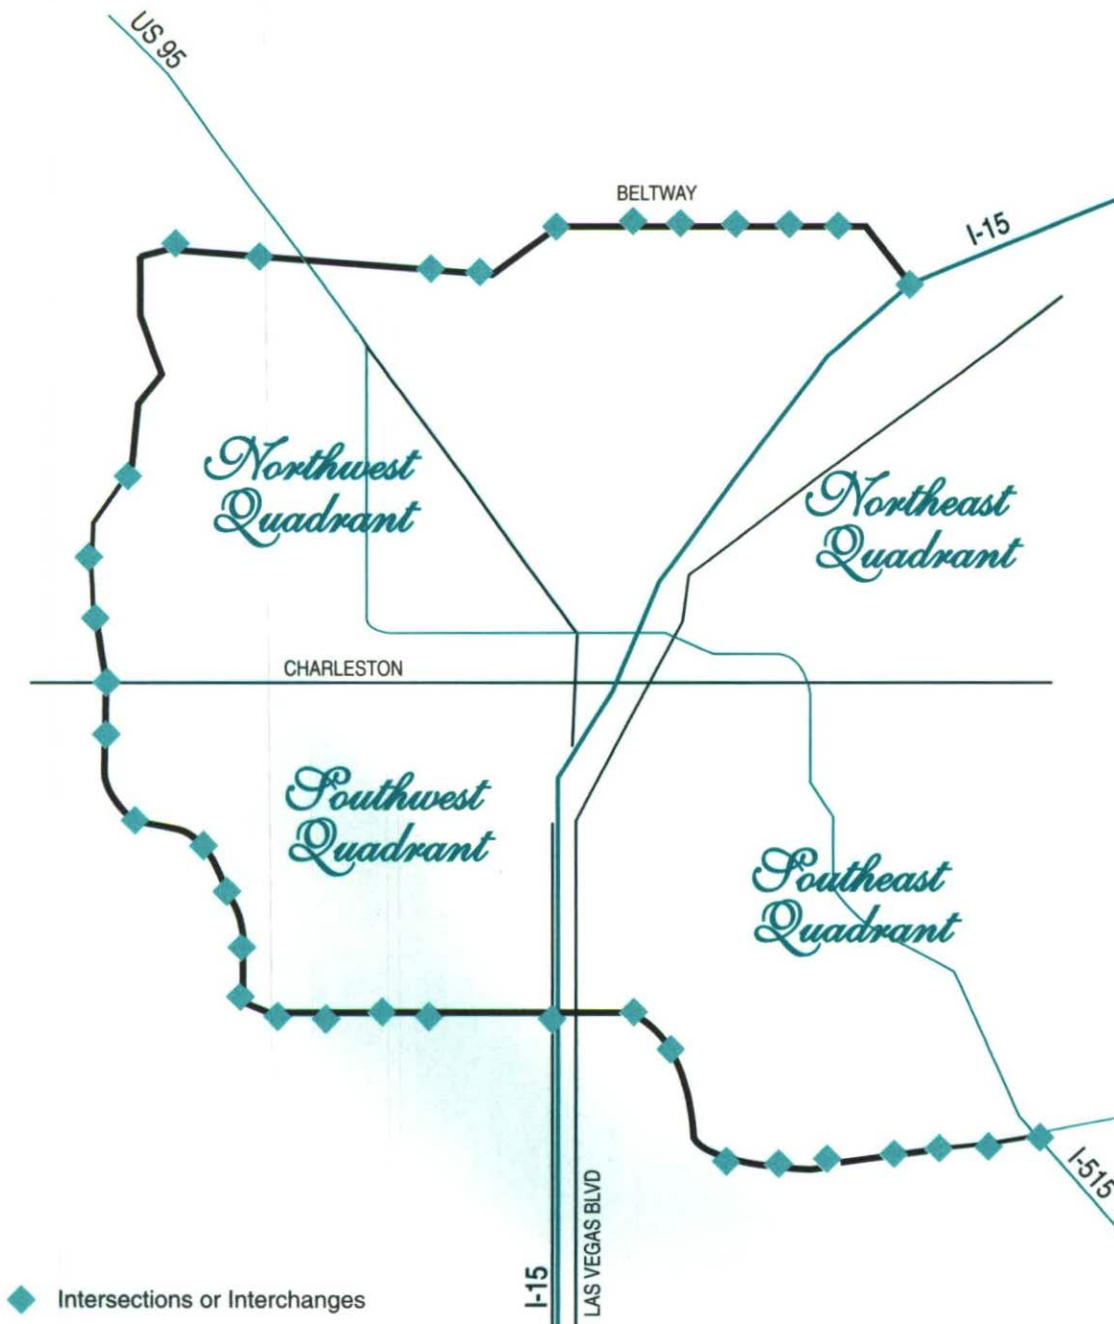 US 95
BELTWAY
I-15
Northwest
Quadrant
Northeast
Quadrant
CHARLESTON
Southwest
Quadrant
Southeast
Quadrant
I-515
LAS VEGAS BLVD
I-15
Intersections or Interchanges